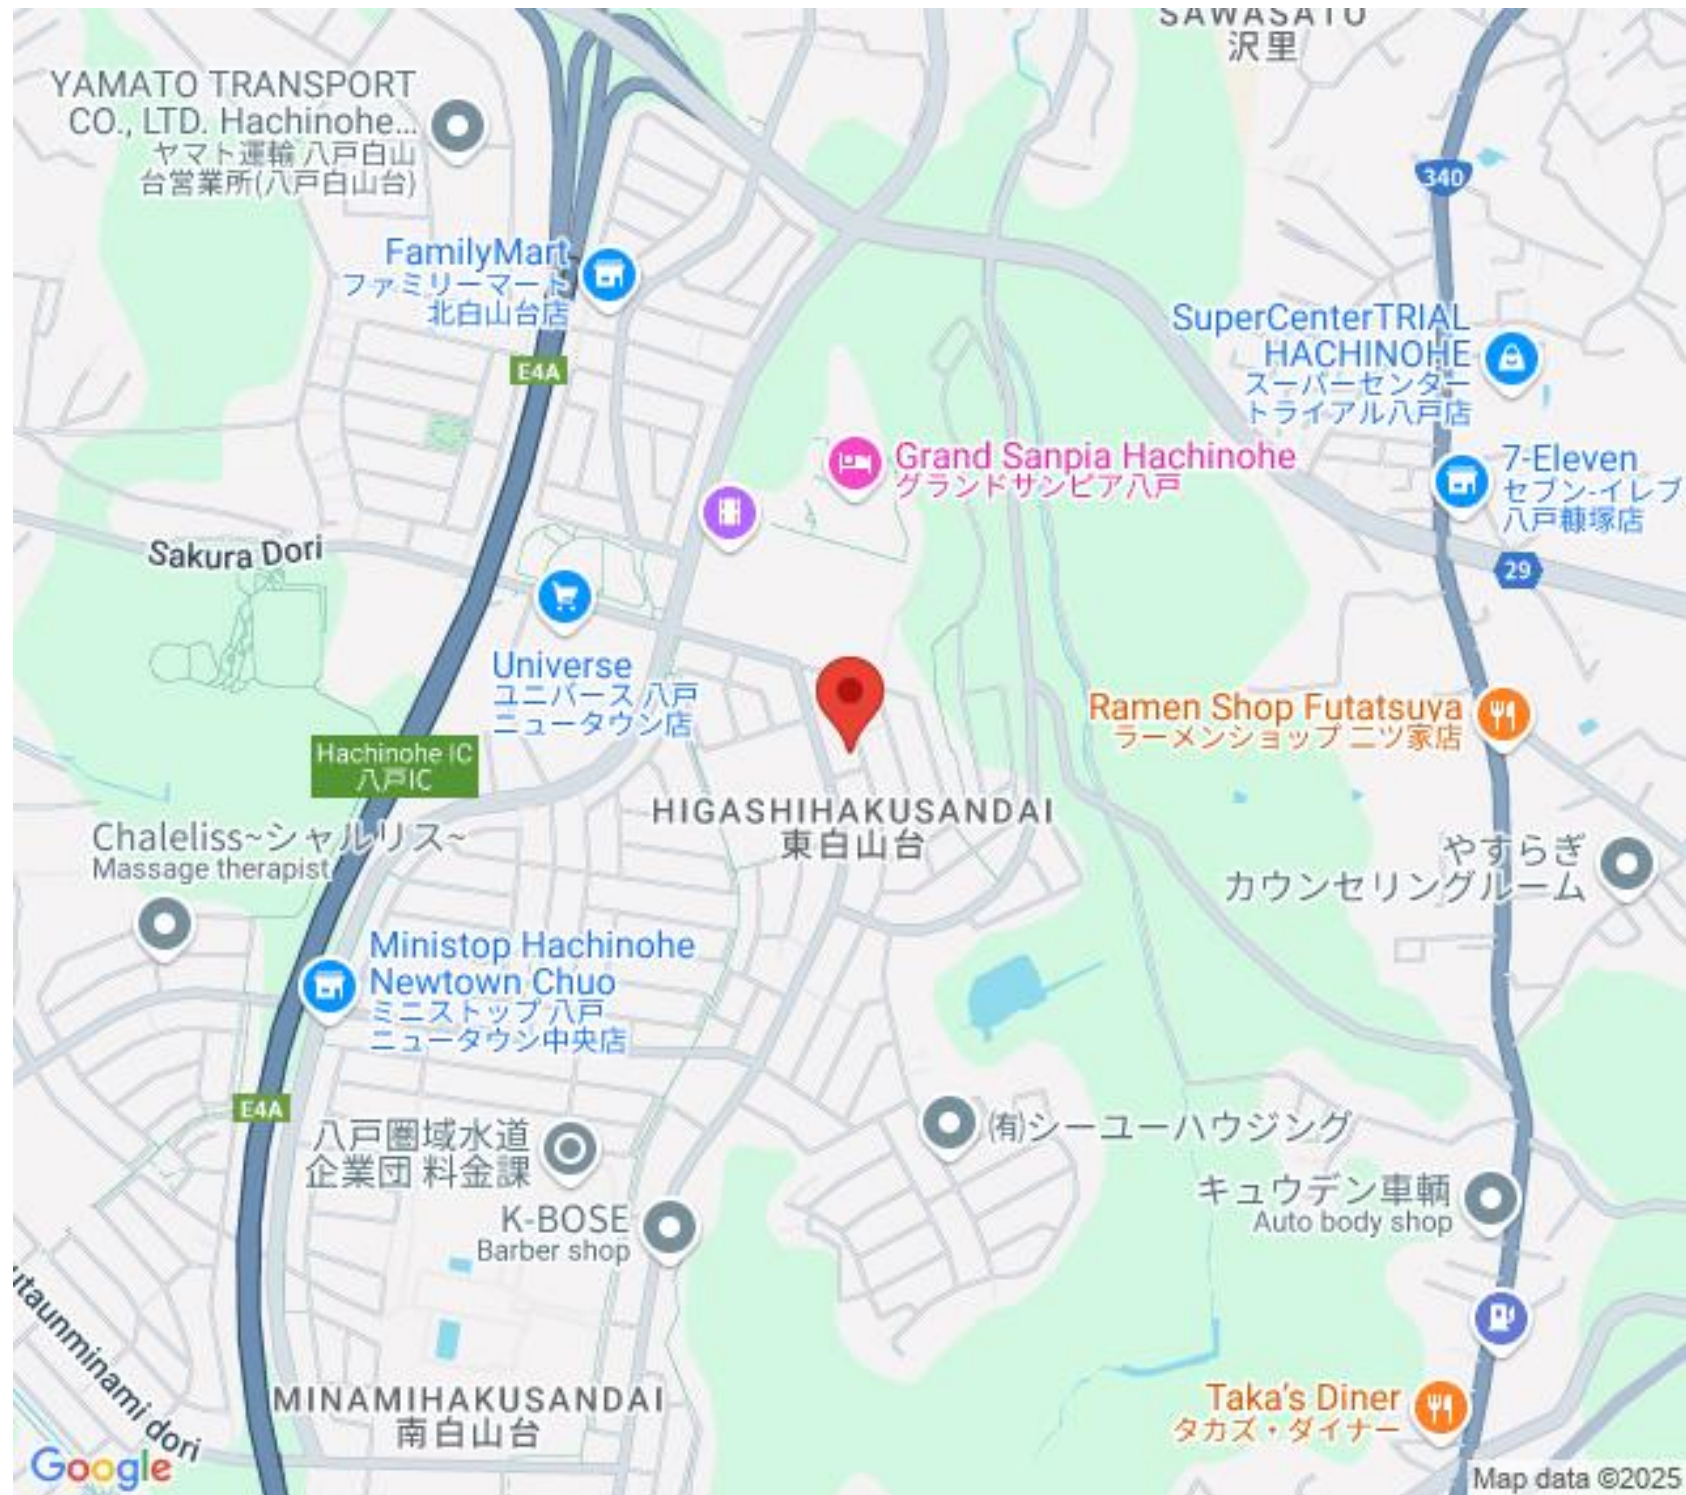 SAWASATO
沢里
YAMATO TRANSPORT
CO., LTD. Hachinohe...
ヤマト運輸 八戸白山
台営業所(八戸白山台)
340
FamilyMart
ファミリーマート
北白山台店
E4A
SuperCenterTRIAL
HACHINOHE
スーパーセンター
トライアル八戸店
Grand Sanpia Hachinohe
グランドサンピア八戸
7-Eleven
セブン-イレブ
八戸糠塚店
Sakura Dori
29
Universe
ユニバース 八戸
ニュータウン店
Ramen Shop Futatsuya
ラーメンショップ 二ツ家店
Hachinohe IC
八戸IC
HIGASHIHAKUSANDAI
東白山台
Chaleliss~シャルリス~
Massage therapist
やすらぎ
カウンセリングルーム
Ministop Hachinohe
Newtown Chuo
ミニストップ 八戸
ニュータウン中央店
E4A
八戸圏域水道
企業団 料金課
㈲シーユーハウジング
キュウデン車輌
Auto body shop
K-BOSE
Barber shop
utaunminami dori
MINAMIHAKUSANDAI
南白山台
Taka's Diner
タカズ・ダイナー
Google
Map data ©2025